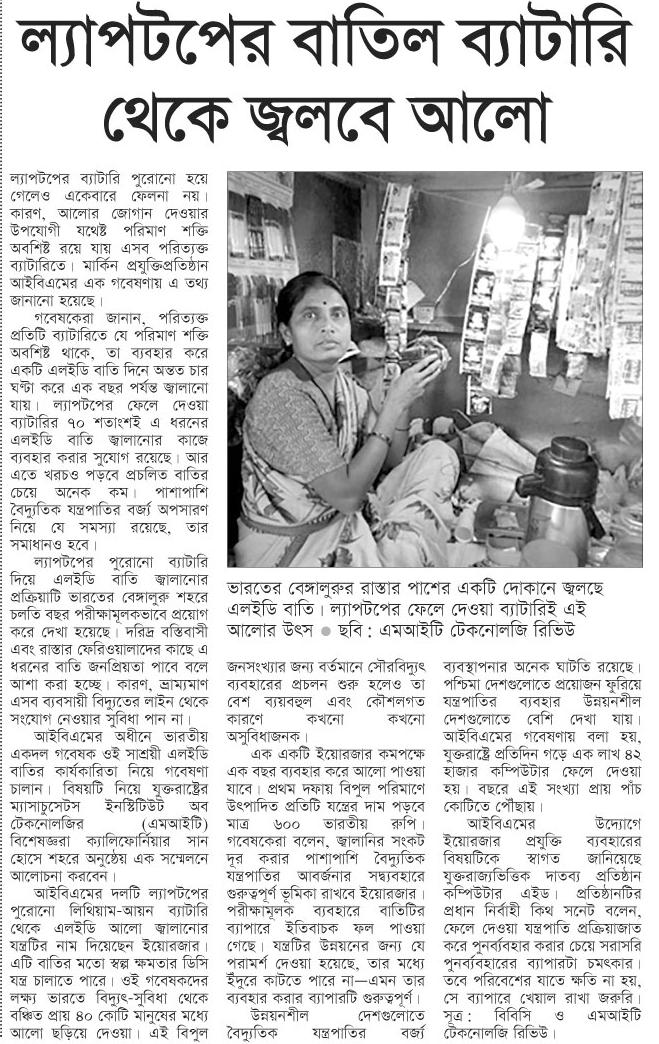 ল্যাপটপের বাতিল ব্যাটারি
থেকে জ্বলবে আলো
ল্যাপটপের ব্যাটারি পুরোনো হয়ে
গেলেও একেবারে ফেলনা নয়।
কারণ, আলোর জোগান দেওয়ার
উপযোগী যথেষ্ট পরিমাণ শক্তি
অবশিষ্ট রয়ে যায় এসব পরিত্যক্ত
ব্যাটারিতে। মার্কিন প্রযুক্তিপ্রতিষ্ঠান
আইবিএমের এক গবেষণায় এ তথ্য
জানানো হয়েছে।
গবেষকেরা জানান, পরিত্যক্ত
প্রতিটি ব্যাটারিতে যে পরিমাণ শক্তি
অবশিষ্ট থাকে, তা ব্যবহার করে
একটি এলইডি বাতি দিনে অন্তত চার
ঘণ্টা করে এক বছর পর্যন্ত জ্বালানো
যায়। ল্যাপটপের ফেলে দেওয়া
ব্যাটারির ৭০ শতাংশই এ ধরনের
এলইডি বাতি জ্বালানোর কাজে
ব্যবহার করার সুযোগ রয়েছে। আর
এতে খরচও পড়বে প্রচলিত বাতির
চেয়ে অনেক কম। পাশাপাশি
বৈদ্যুতিক যন্ত্রপাতির বর্জ্য অপসারণ
নিয়ে যে সমস্যা রয়েছে, তার
সমাধানও হবে।
ল্যাপটপের পুরোনো ব্যাটারি
দিয়ে এলইডি বাতি জ্বালানোর
প্রক্রিয়াটি ভারতের বেঙ্গালুরু শহরে
চলতি বছর পরীক্ষামূলকভাবে প্রয়োগ
করে দেখা হয়েছে। দরিদ্র বস্তিবাসী
এবং রাস্তার ফেরিওয়ালাদের কাছে এ
ধরনের বাতি জনপ্রিয়তা পাবে বলে
আশা করা হচ্ছে। কারণ, ভ্রাম্যমাণ
এসব ব্যবসায়ী বিদ্যুতের লাইন থেকে
সংযোগ নেওয়ার সুবিধা পান না।
আইবিএমের অধীনে ভারতীয়
একদল গবেষক ওই সাশ্রয়ী এলইডি
বাতির কার্যকারিতা নিয়ে গবেষণা
চালান। বিষয়টি নিয়ে যুক্তরাষ্ট্রের
ম্যাসাচুসেটস ইনস্টিটিউট অব
টেকনোলজির (এমআইটি)
বিশেষজ্ঞরা ক্যালিফোর্নিয়ার সান
হোসে শহরে অনুষ্ঠেয় এক সম্মেলনে
আলোচনা করবেন।
আইবিএমের দলটি ল্যাপটপের
পুরোনো লিথিয়াম-আয়ন ব্যাটারি
থেকে এলইডি আলো জ্বালানোর
যন্ত্রটির নাম দিয়েছেন ইয়োরজার।
এটি বাতির মতো স্বল্প ক্ষমতার ডিসি
যন্ত্র চালাতে পারে। ওই গবেষকদের
লক্ষ্য ভারতে বিদ্যুৎ-সুবিধা থেকে
বঞ্চিত প্রায় ৪০ কোটি মানুষের মধ্যে
আলো ছড়িয়ে দেওয়া। এই বিপুল
ভারতের বেঙ্গালুরুর রাস্তার পাশের একটি দোকানে জ্বলছে
এলইডি বাতি। ল্যাপটপের ফেলে দেওয়া ব্যাটারিই এই
আলোর উৎস ● ছবি : এমআইটি টেকনোলজি রিভিউ
জনসংখ্যার জন্য বর্তমানে সৌরবিদ্যুৎ
ব্যবহারের প্রচলন শুরু হলেও তা
বেশ ব্যয়বহুল এবং কৌশলগত
কারণে কখনো কখনো
অসুবিধাজনক।
এক একটি ইয়োরজার কমপক্ষে
এক বছর ব্যবহার করে আলো পাওয়া
যাবে। প্রথম দফায় বিপুল পরিমাণে
উৎপাদিত প্রতিটি যন্ত্রের দাম পড়বে
মাত্র ৬০০ ভারতীয় রুপি।
গবেষকেরা বলেন, জ্বালানির সংকট
দূর করার পাশাপাশি বৈদ্যুতিক
যন্ত্রপাতির আবর্জনার সদ্ব্যবহারে
গুরুত্বপূর্ণ ভূমিকা রাখবে ইয়োরজার।
পরীক্ষামূলক ব্যবহারে বাতিটির
ব্যাপারে ইতিবাচক ফল পাওয়া
গেছে। যন্ত্রটির উন্নয়নের জন্য যে
পরামর্শ দেওয়া হয়েছে, তার মধ্যে
ইঁদুরে কাটতে পারে না—এমন তার
ব্যবহার করার ব্যাপারটি গুরুত্বপূর্ণ।
উন্নয়নশীল দেশগুলোতে
বৈদ্যুতিক যন্ত্রপাতির বর্জ্য
ব্যবস্থাপনার অনেক ঘাটতি রয়েছে।
পশ্চিমা দেশগুলোতে প্রয়োজন ফুরিয়ে
যন্ত্রপাতির ব্যবহার উন্নয়নশীল
দেশগুলোতে বেশি দেখা যায়।
আইবিএমের গবেষণায় বলা হয়,
যুক্তরাষ্ট্রে প্রতিদিন গড়ে এক লাখ ৪২
হাজার কম্পিউটার ফেলে দেওয়া
হয়। বছরে এই সংখ্যা প্রায় পাঁচ
কোটিতে পৌঁছায়।
আইবিএমের উদ্যোগে
ইয়োরজার প্রযুক্তি ব্যবহারের
বিষয়টিকে স্বাগত জানিয়েছে
যুক্তরাজ্যভিত্তিক দাতব্য প্রতিষ্ঠান
কম্পিউটার এইড। প্রতিষ্ঠানটির
প্রধান নির্বাহী কিথ সনেট বলেন,
ফেলে দেওয়া যন্ত্রপাতি প্রক্রিয়াজাত
করে পুনর্ব্যবহার করার চেয়ে সরাসরি
পুনর্ব্যবহারের ব্যাপারটা চমৎকার।
তবে পরিবেশের যাতে ক্ষতি না হয়,
সে ব্যাপারে খেয়াল রাখা জরুরি।
সূত্র : বিবিসি ও এমআইটি
টেকনোলজি রিভিউ।